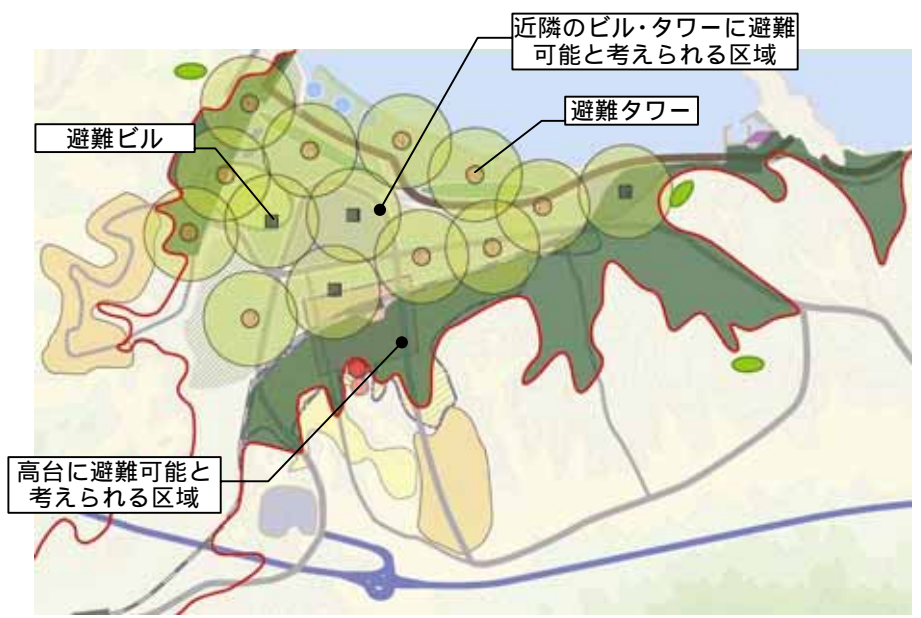 近隣のビル・タワーに避難
可能と考えられる区域
避難タワー
避難ビル
高台に避難可能と
考えられる区域